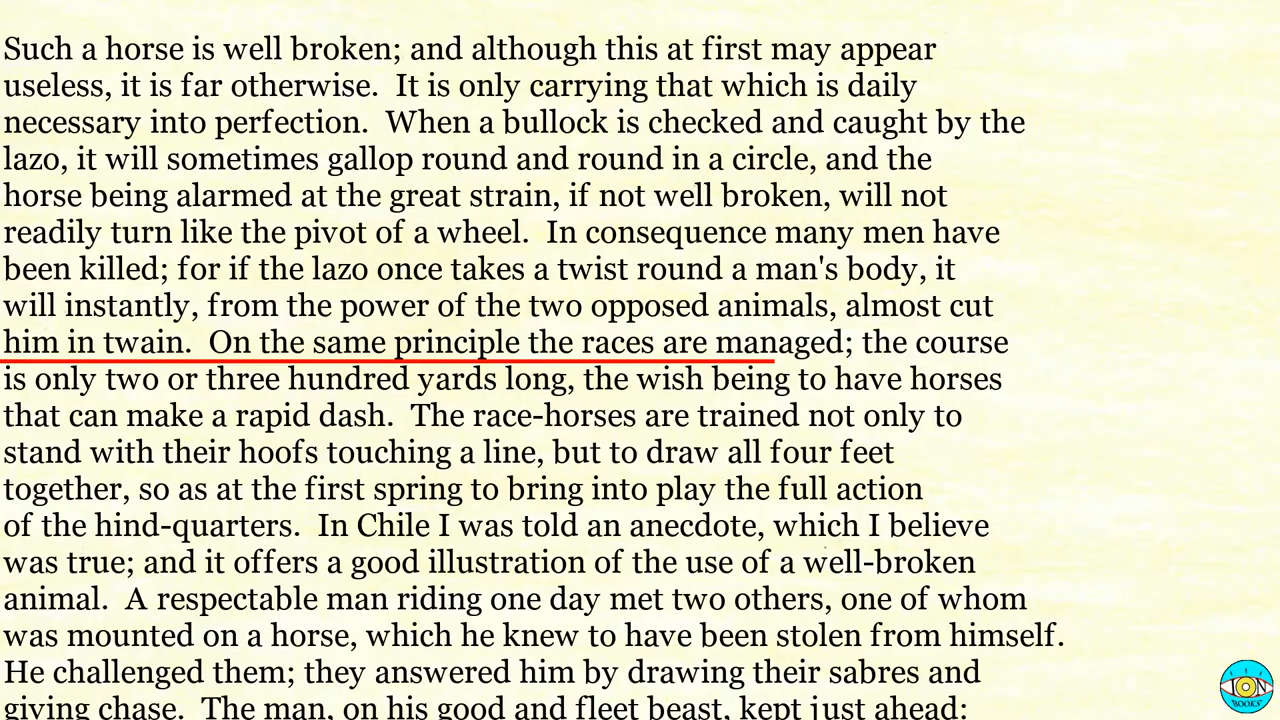 Such a horse is well broken; and although this at first may appear
useless, it is far otherwise.  It is only carrying that which is daily
necessary into perfection.  When a bullock is checked and caught by the
lazo, it will sometimes gallop round and round in a circle, and the
horse being alarmed at the great strain, if not well broken, will not
readily turn like the pivot of a wheel.  In consequence many men have
been killed; for if the lazo once takes a twist round a man's body, it
will instantly, from the power of the two opposed animals, almost cut
him in twain.  On the same principle the races are managed; the course
is only two or three hundred yards long, the wish being to have horses
that can make a rapid dash.  The race-horses are trained not only to
stand with their hoofs touching a line, but to draw all four feet
together, so as at the first spring to bring into play the full action
of the hind-quarters.  In Chile I was told an anecdote, which I believe
was true; and it offers a good illustration of the use of a well-broken
animal.  A respectable man riding one day met two others, one of whom
was mounted on a horse, which he knew to have been stolen from himself.
He challenged them; they answered him by drawing their sabres and
giving chase.  The man, on his good and fleet beast, kept just ahead:
ION
BOOKS